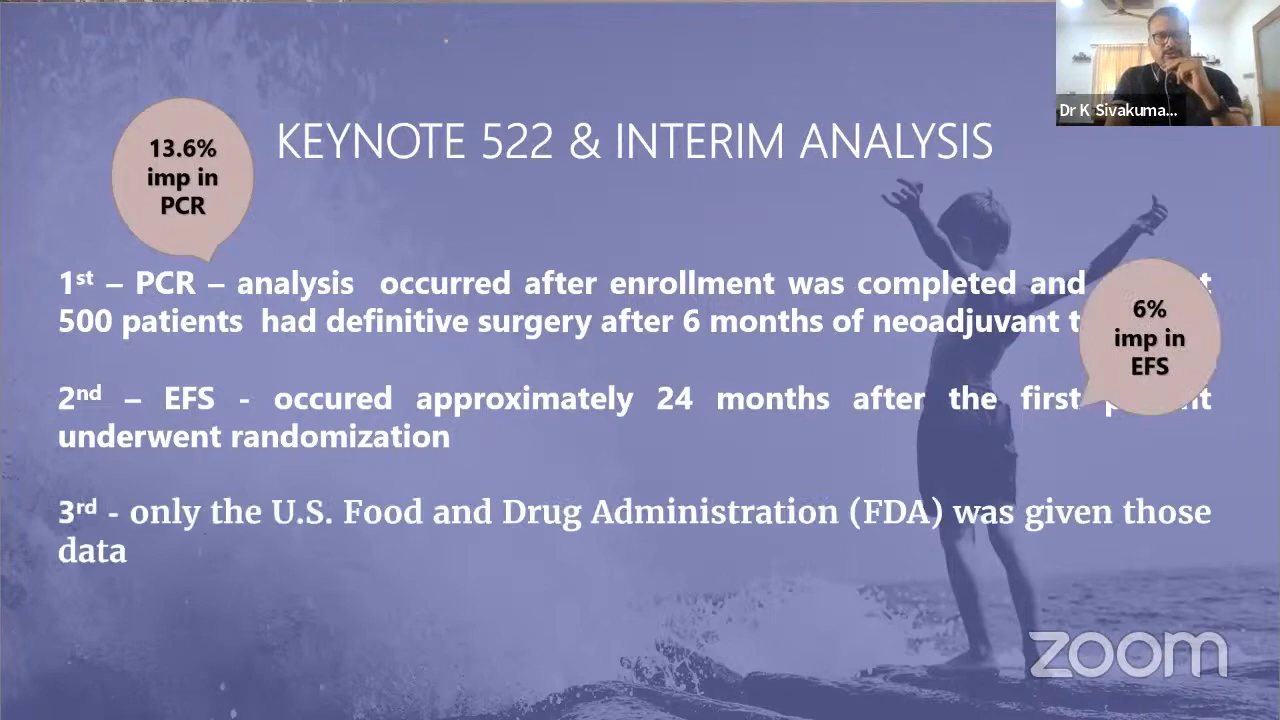 Dr K Sivakuma...
13.6%
imp in
PCR
KEYNOTE 522 & INTERIM ANALYSIS
1st – PCR – analysis occurred after enrollment was completed and
500 patients had definitive surgery after 6 months of neoadjuvant
6%
imp in
EFS
2nd – EFS - occured approximately 24 months after the first
underwent randomization
3rd - only the U.S. Food and Drug Administration (FDA) was given those
data
zoom